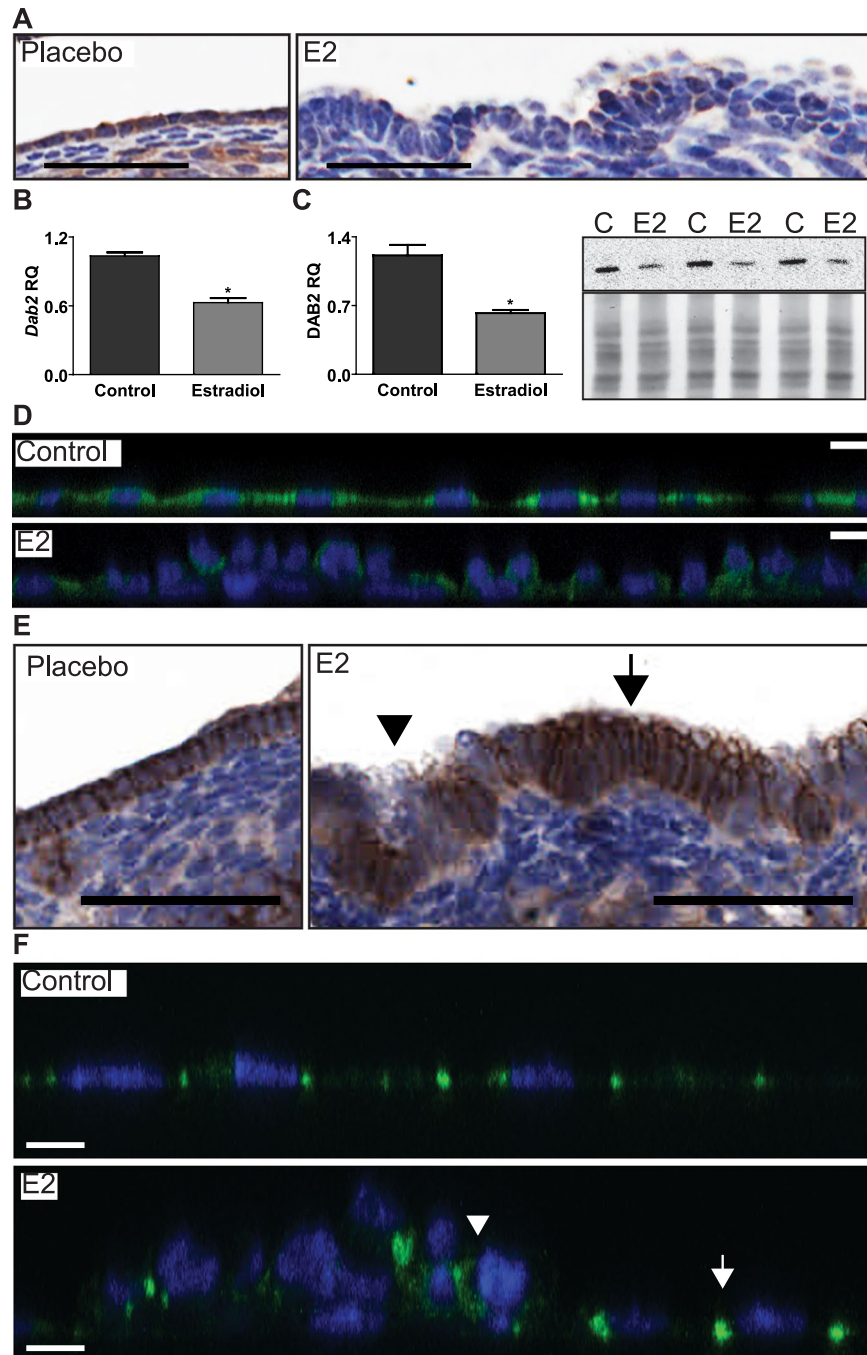 A
Placebo
E2
B
Dab2 RQ
1.2
0.6
0.0
*
Control
Estradiol
C
DAB2 RQ
1.4
0.7
0.0
*
Control
Estradiol
C E2 C E2 C E2
D
Control
E2
E
Placebo
E2
F
Control
E2